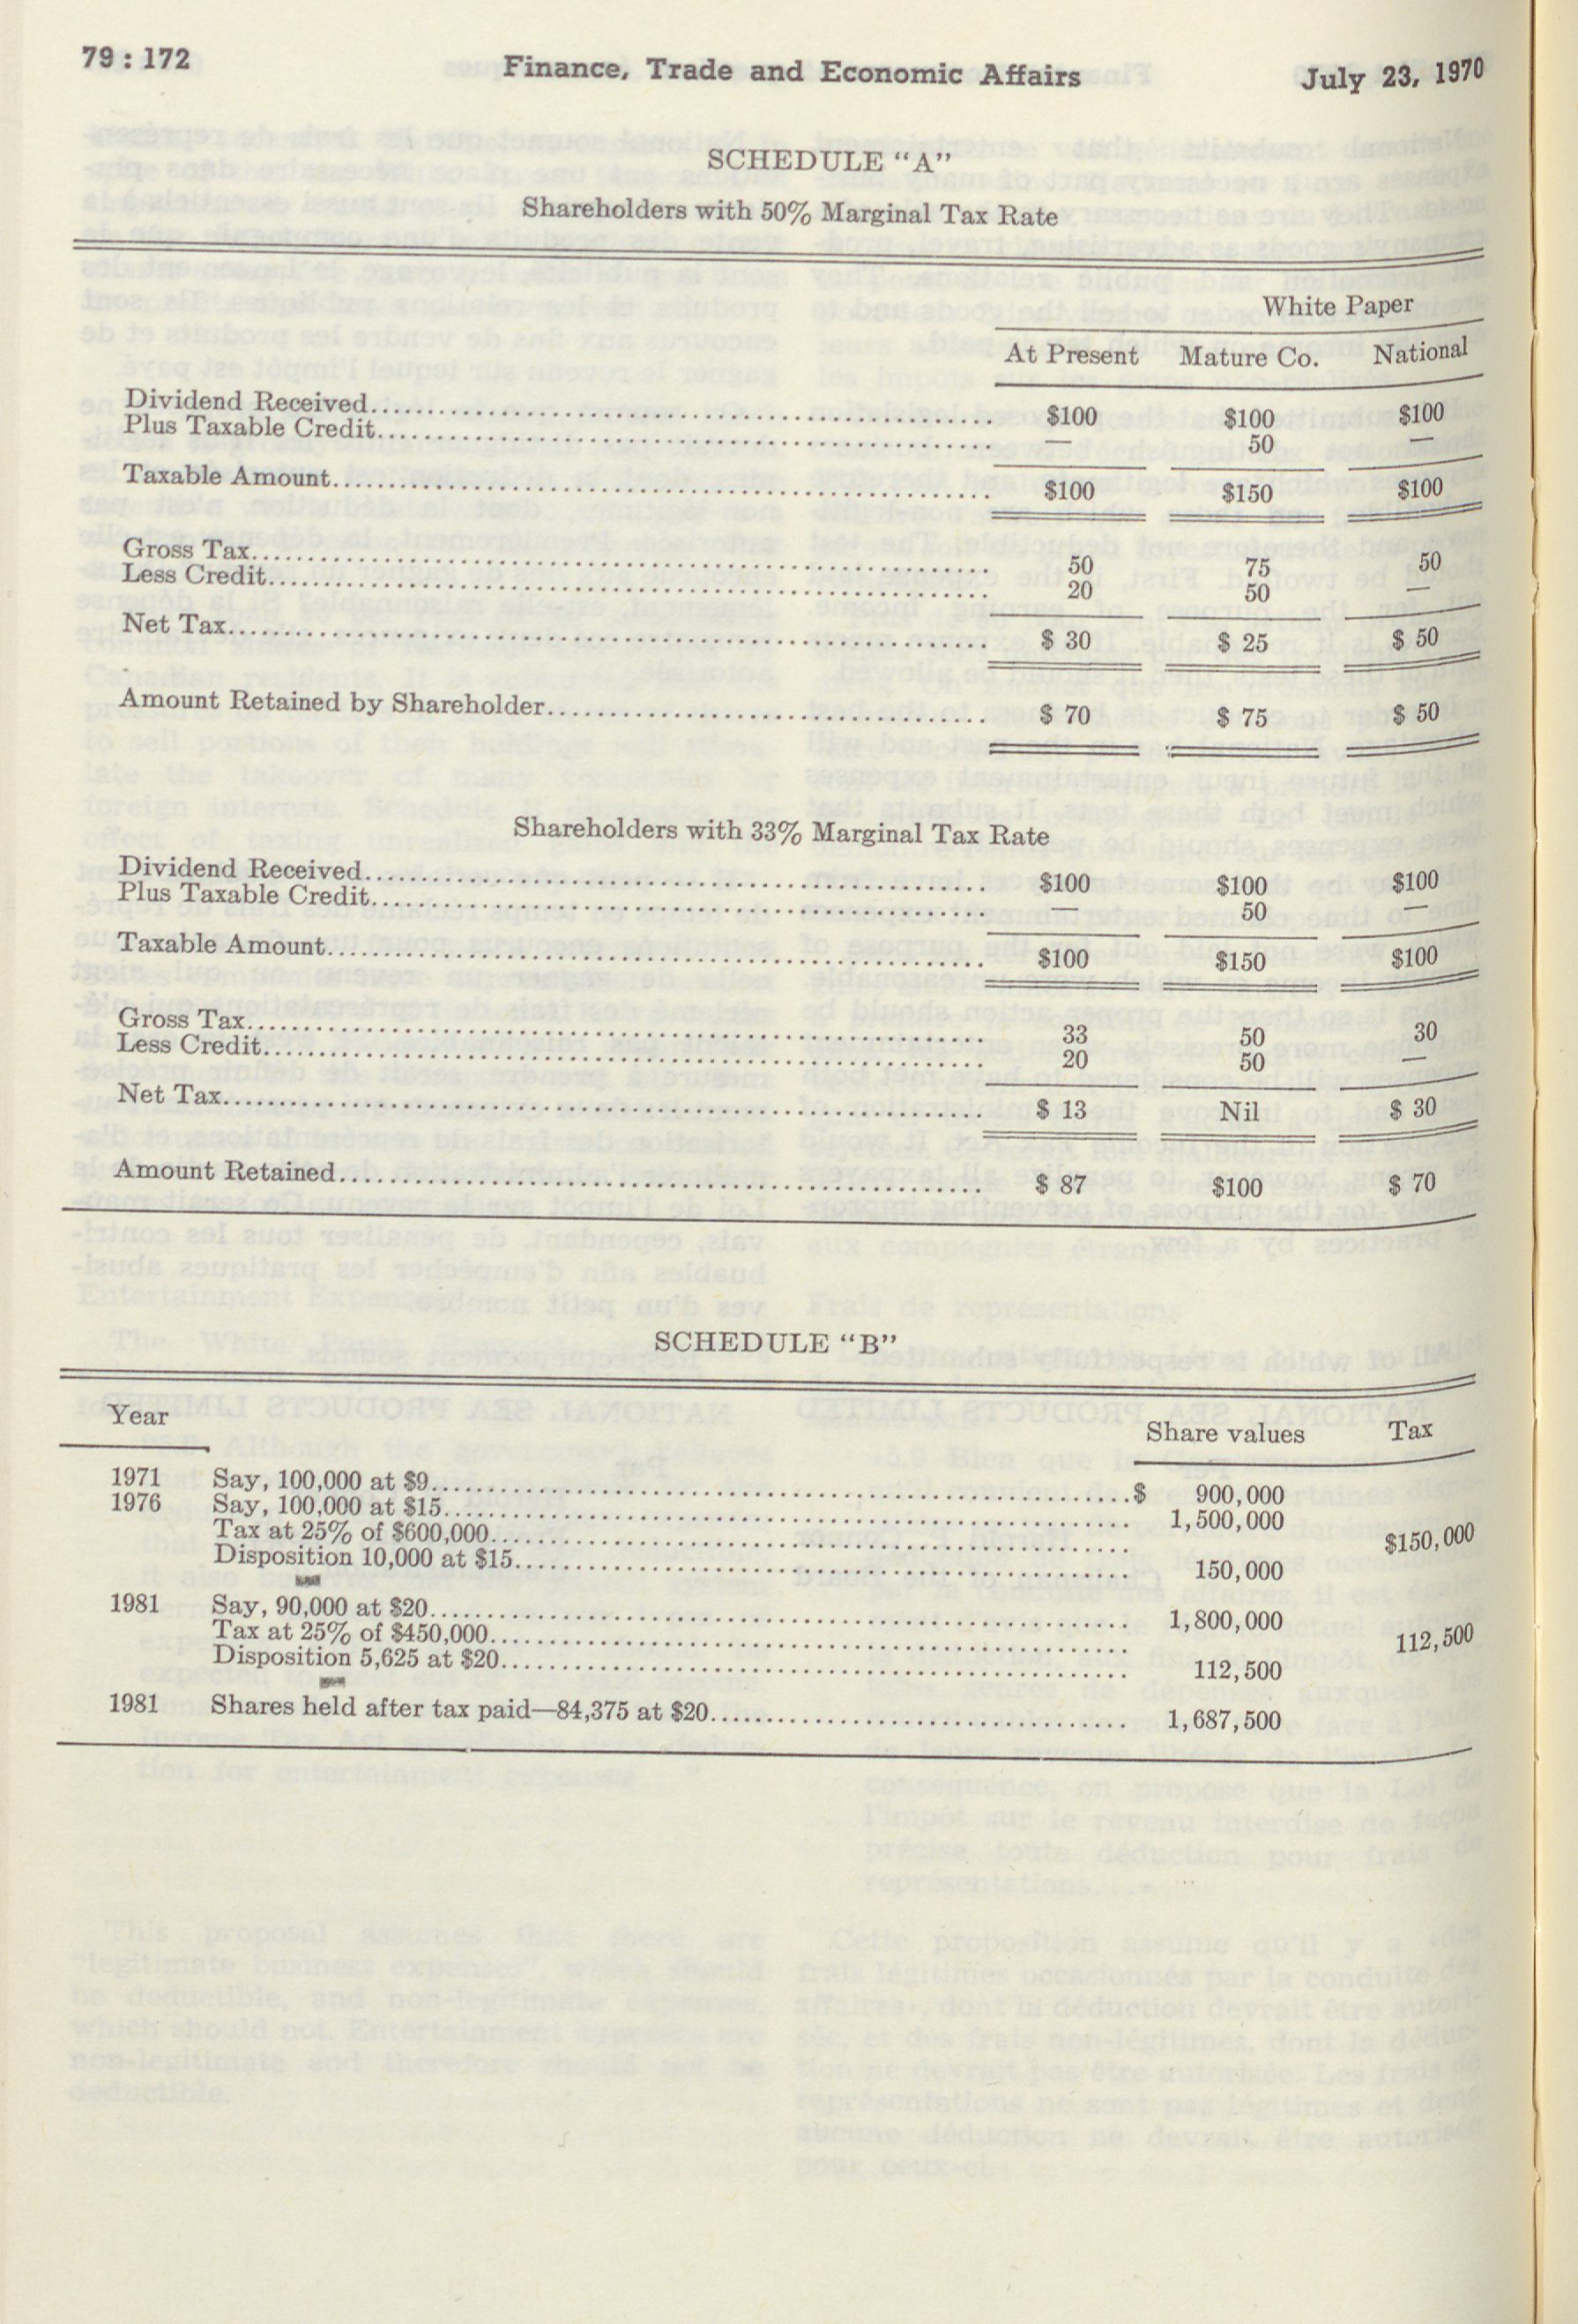 79 : 172 Finance, Trade and Economic Affairs July 23, 1970
SCHEDULE “A”
Shareholders with 50% Marginal Tax Rate
White Paper
At Present Mature Co. National
Dividend Received $100 $100 $100
Plus Taxable Credit — 50 —
Taxable Amount $100 $150 $100
Gross Tax 50 75 50
Less Credit 20 50 —
Net Tax $ 30 $ 25 $ 50
Amount Retained by Shareholder $ 70 $ 75 $ 50
Shareholders with 33% Marginal Tax Rate
Dividend Received $100 $100 $100
Plus Taxable Credit — 50 —
Taxable Amount $100 $150 $100
Gross Tax 33 50 30
Less Credit 20 50 —
Net Tax $ 13 Nil $ 30
Amount Retained $ 87 $100 $ 70
SCHEDULE “B”
Year Share values Tax
1971 Say, 100,000 at $9 $ 900,000
1976 Say, 100,000 at $15 1,500,000
Tax at 25% of $600,000 $150,000
Disposition 10,000 at $15 150,000
1981 Say, 90,000 at $20 1,800,000
Tax at 25% of $450,000 112,500
Disposition 5,625 at $20 112,500
1981 Shares held after tax paid—84,375 at $20 1,687,500